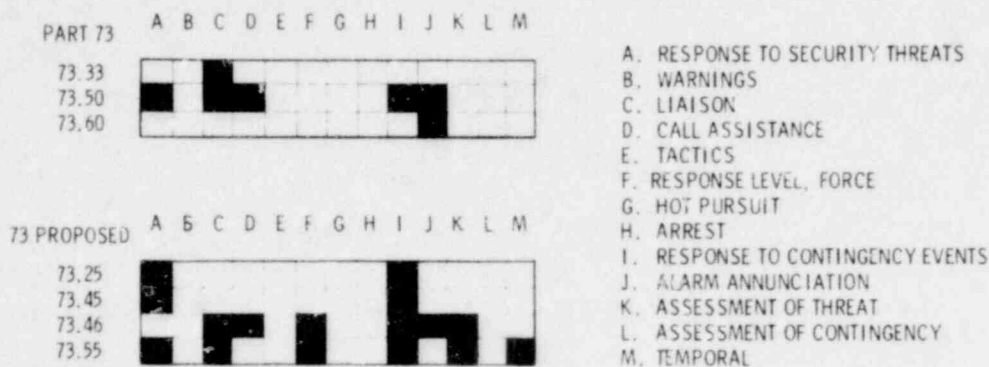 A B C D E F G H I J K L M
PART 73
73.33
73.50
73.60
A Б C D E F G H I J K L M
73 PROPOSED
73.25
73.45
73.46
73.55
A. RESPONSE TO SECURITY THREATS
B. WARNINGS
C. LIAISON
D. CALL ASSISTANCE
E. TACTICS
F. RESPONSE LEVEL, FORCE
G. HOT PURSUIT
H. ARREST
I. RESPONSE TO CONTINGENCY EVENTS
J. ALARM ANNUNCIATION
K. ASSESSMENT OF THREAT
L. ASSESSMENT OF CONTINGENCY
M. TEMPORAL